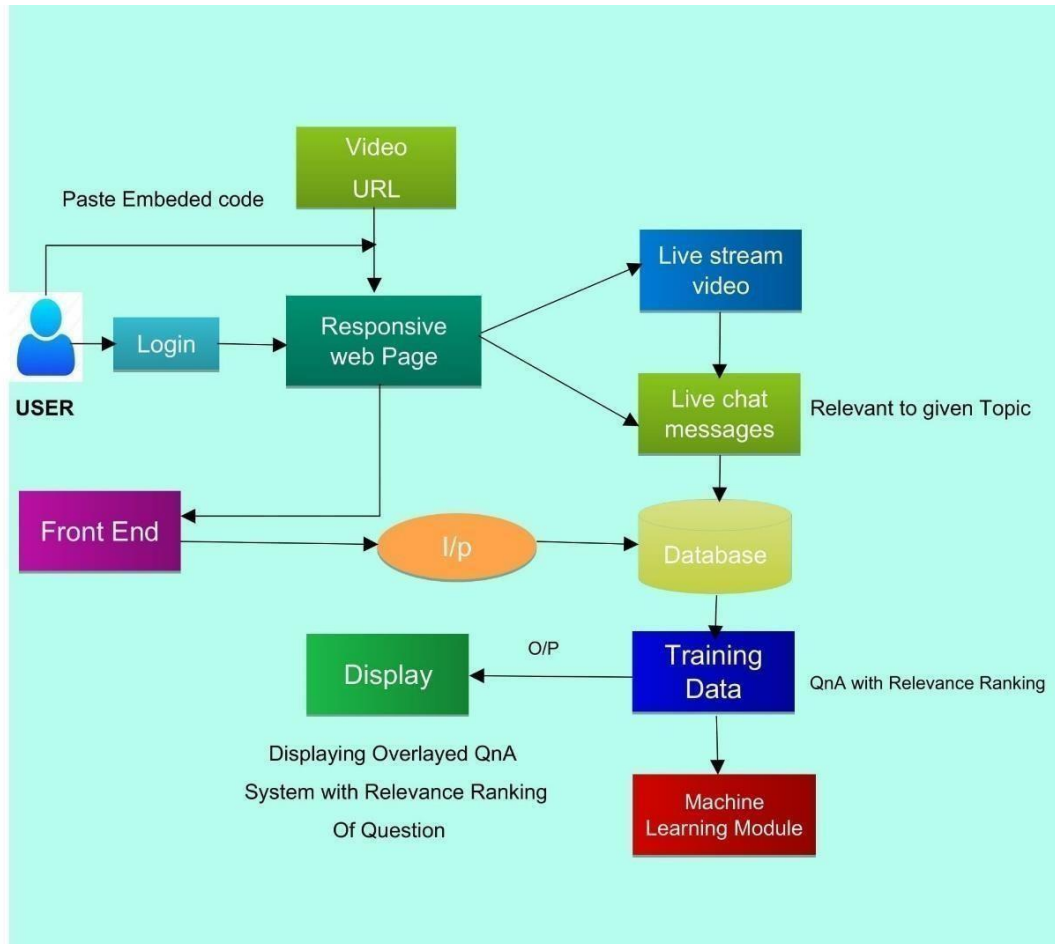 Video
URL
Paste Embeded code
Live stream
video
Responsive
web Page
Login
USER
Live chat
messages
Relevant to given Topic
Front End
I/p
Database
O/P
Training
Data
Display
QnA with Relevance Ranking
Displaying Overlayed QnA
System with Relevance Ranking
Of Question
Machine
Learning Module